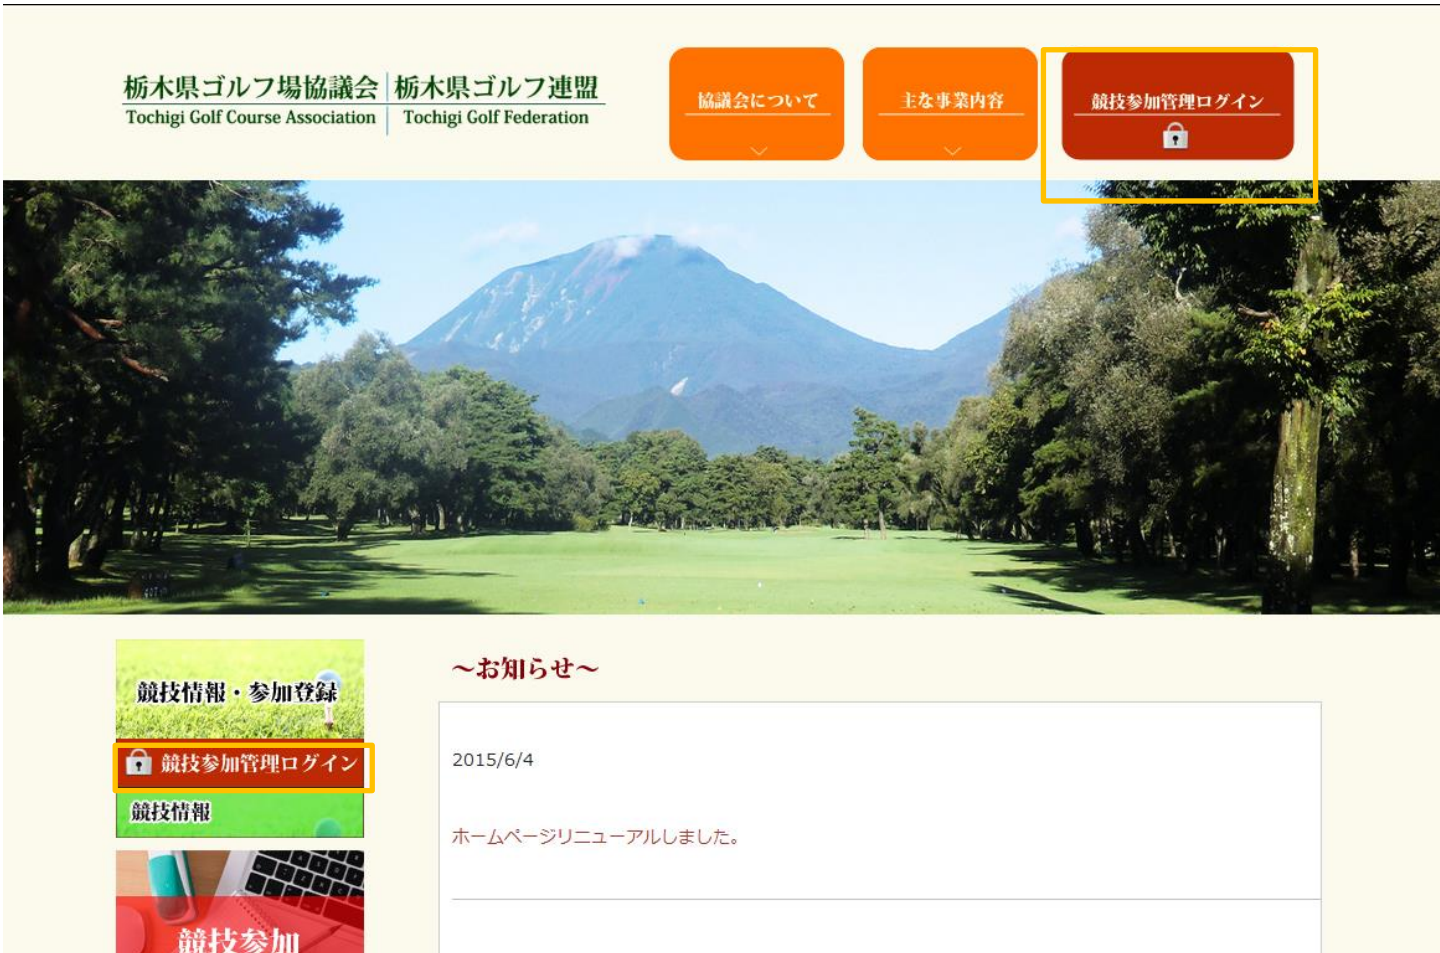 栃木県ゴルフ場協議会 栃木県ゴルフ連盟
Tochigi Golf Course Association Tochigi Golf Federation
協議会について
主な事業内容
競技参加管理ログイン
競技情報・参加登録
競技参加管理ログイン
競技情報
競技参加
～お知らせ～
2015/6/4
ホームページリニューアルしました。